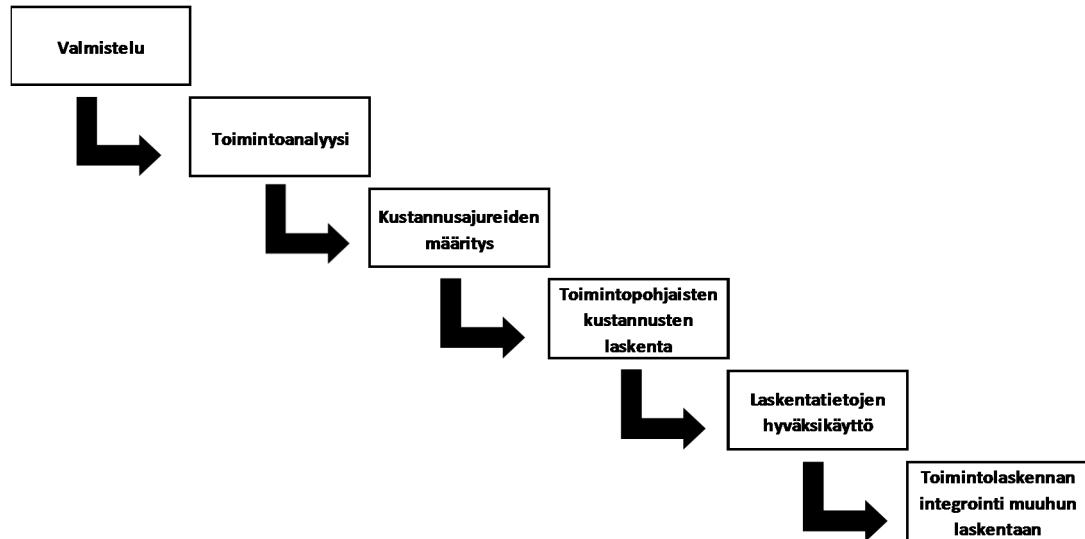 Valmistelu
Toimintoanalyysi
Kustannusajureiden
määritys
Toimintopohjaisten
kustannusten
laskenta
Laskentatietojen
hyväksikäyttö
Toimintolaskennan
integrointi muuhun
laskentaan